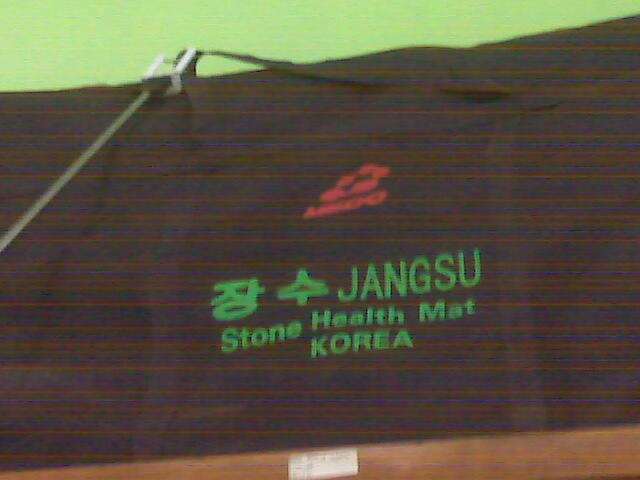 장 수 JANGSU
Stone Health Mat
KOREA